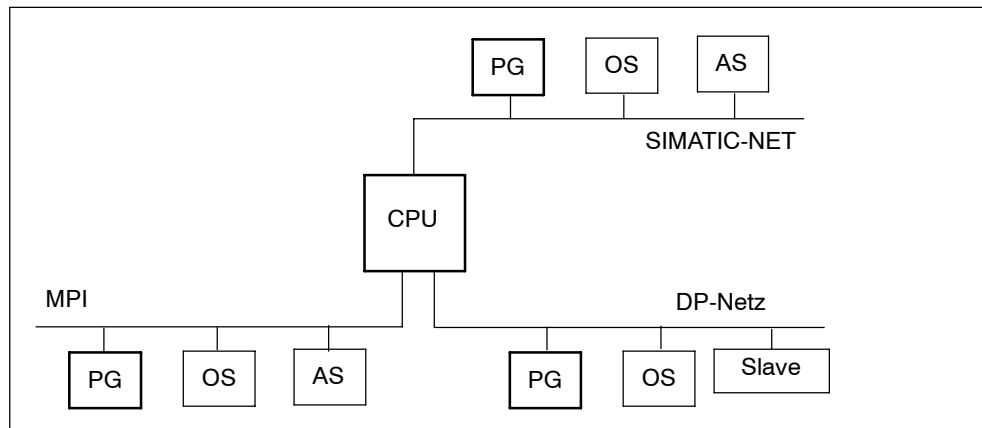 PG OS AS
SIMATIC-NET
CPU
MPI DP-Netz
PG OS AS PG OS Slave